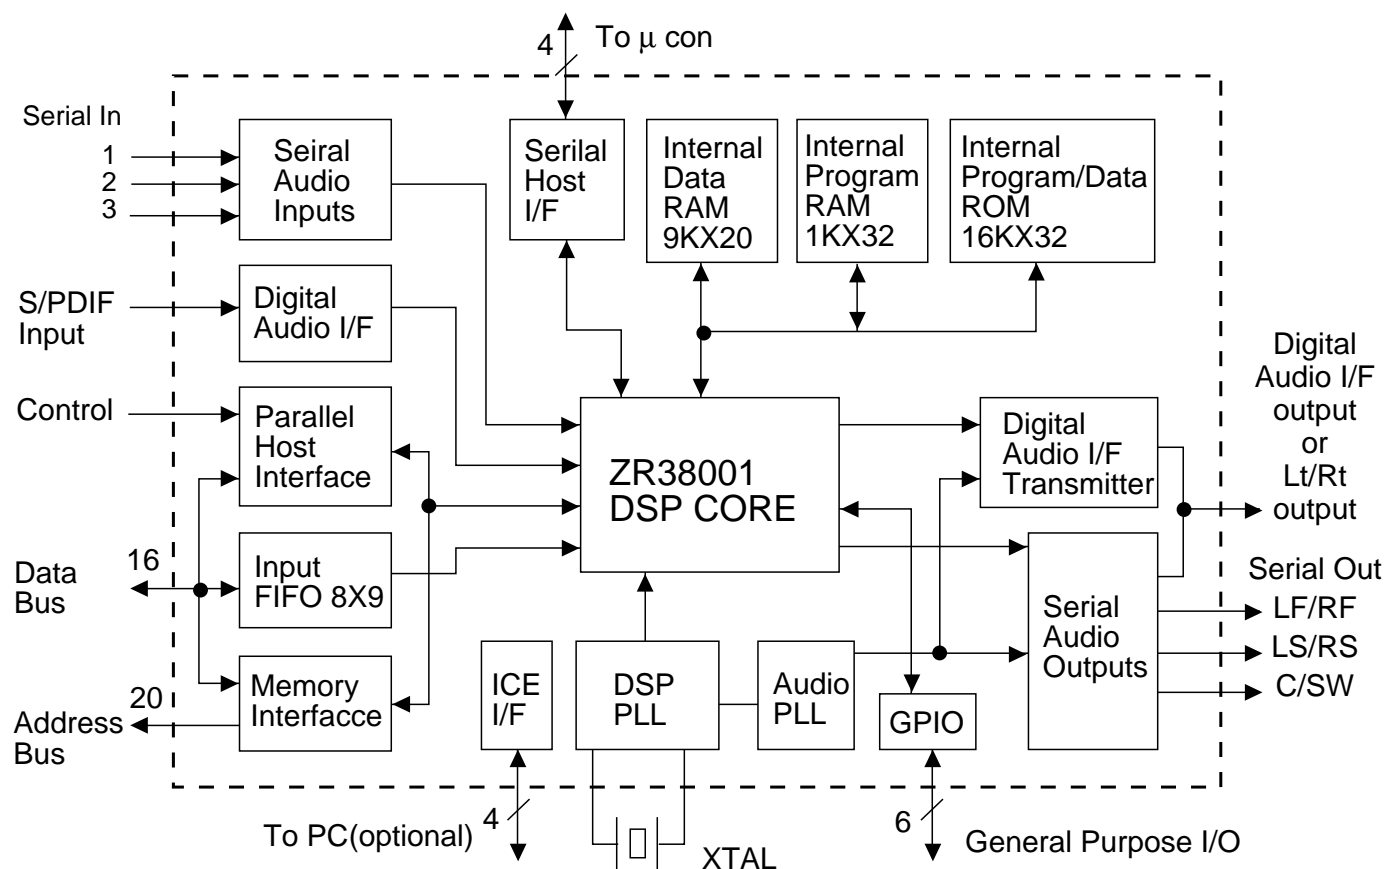 4
To μ con
Serial In
1
2
3
Seiral
Audio
Inputs
Serilal
Host
I/F
Internal
Data
RAM
9KX20
Internal
Program
RAM
1KX32
Internal
Program/Data
ROM
16KX32
S/PDIF
Input
Digital
Audio I/F
Control
Parallel
Host
Interface
ZR38001
DSP CORE
Digital
Audio I/F
Transmitter
Digital
Audio I/F
output
or
Lt/Rt
output
16
Data
Bus
Input
FIFO 8X9
Serial
Audio
Outputs
Serial Out
LF/RF
LS/RS
C/SW
20
Address
Bus
Memory
Interfacce
ICE
I/F
DSP
PLL
Audio
PLL
GPIO
To PC(optional)
4
XTAL
6
General Purpose I/O